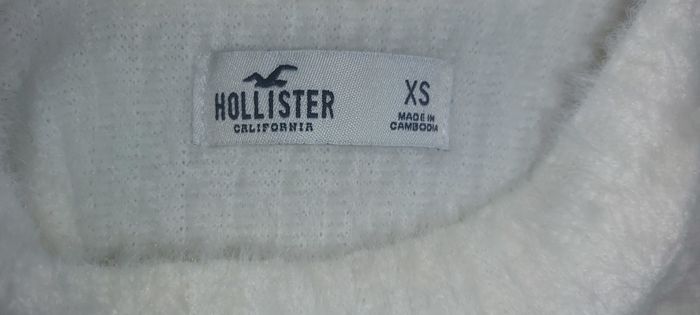 HOLLISTER
CALIFORNIA
XS
MADE IN
CAMBODIA